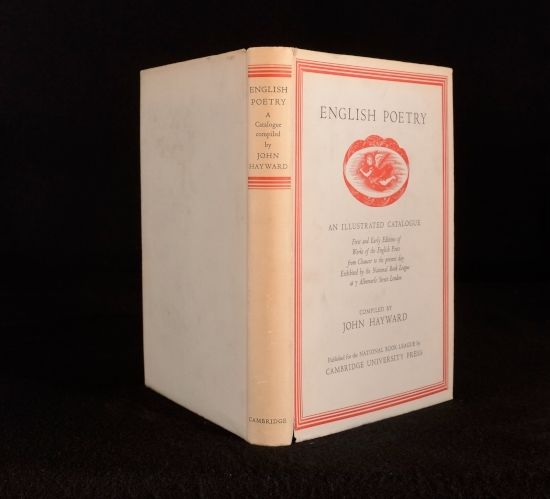 ENGLISH
POETRY
A
Catalogue
compiled
by
JOHN
HAYWARD
CAMBRIDGE
ENGLISH POETRY
AN ILLUSTRATED CATALOGUE
First and Early Editions of
Works of the English Poets
from Chaucer to the present day
Exhibited by the National Book League
at 7 Albemarle Street London
COMPILED BY
JOHN HAYWARD
Published for the NATIONAL BOOK LEAGUE by
CAMBRIDGE UNIVERSITY PRESS